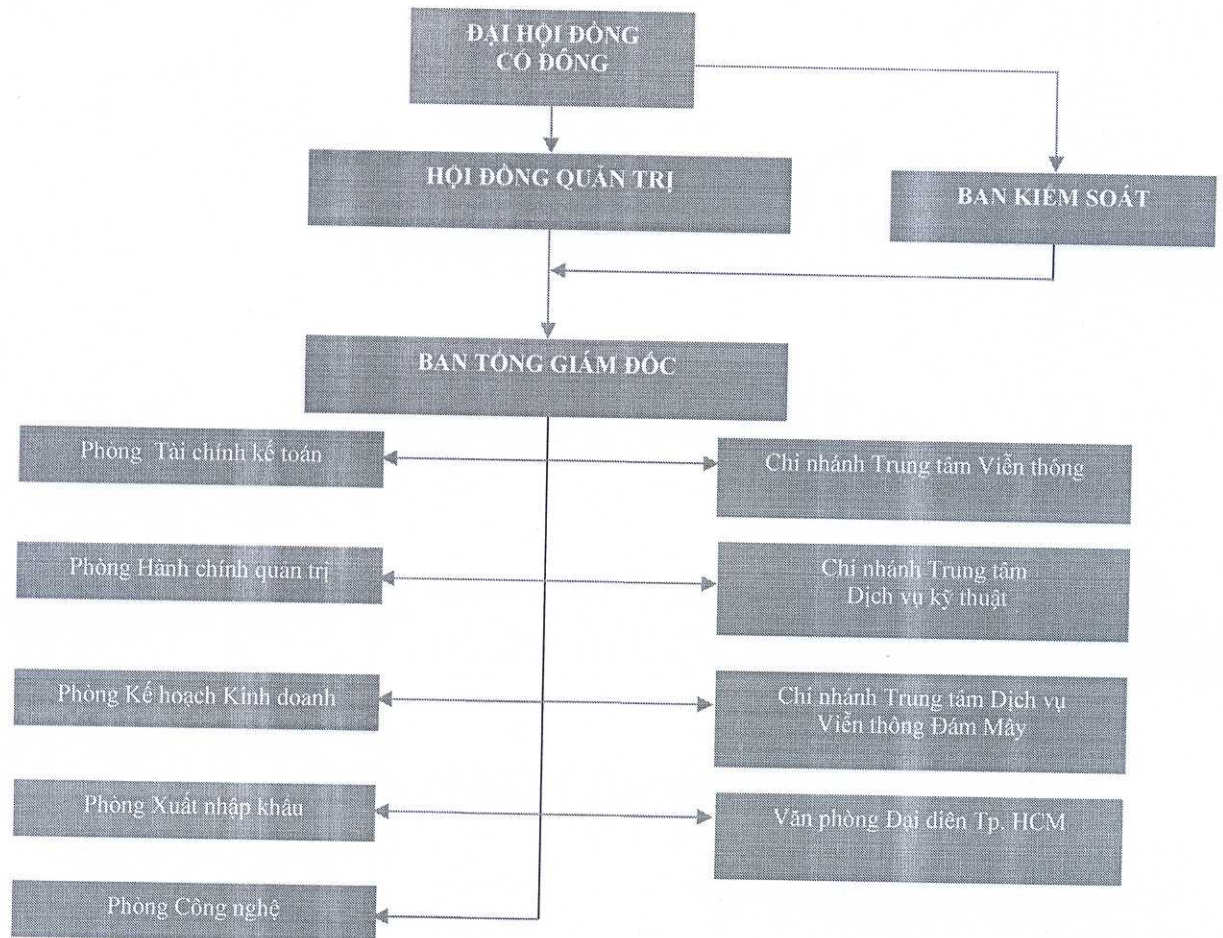 ĐẠI HỘI ĐỒNG
CỔ ĐÔNG
HỘI ĐỒNG QUẢN TRỊ
BAN KIỂM SOÁT
BAN TỔNG GIÁM ĐỐC
Phòng Tài chính kế toán
Chi nhánh Trung tâm Viễn thông
Phòng Hành chính quản trị
Chi nhánh Trung tâm
Dịch vụ kỹ thuật
Phòng Kế hoạch Kinh doanh
Chi nhánh Trung tâm Dịch vụ
Viễn thông Đám Mây
Phòng Xuất nhập khẩu
Văn phòng Đại diện Tp. HCM
Phòng Công nghệ